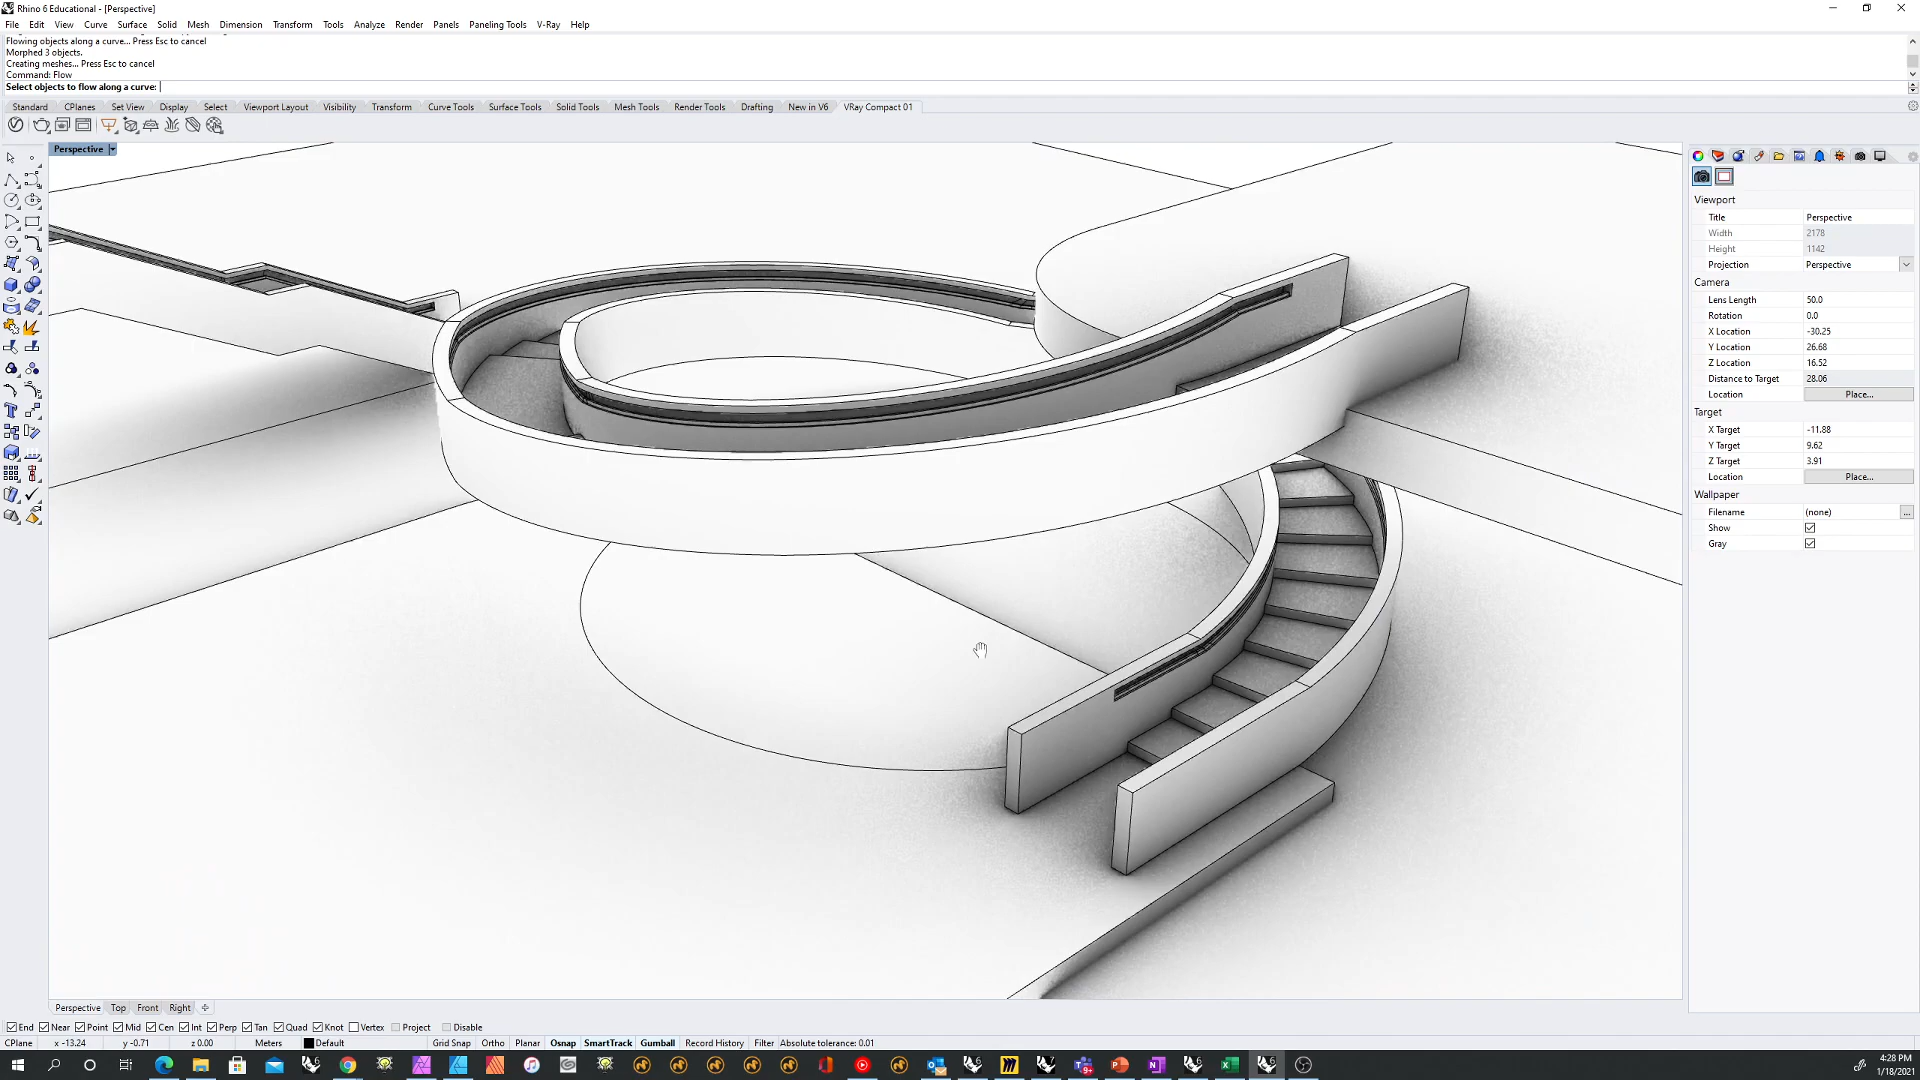 Rhino 6 Educational - [Perspective]
File Edit View Curve Surface Solid Mesh Dimension Transform Tools Analyze Render Panels Paneling Tools V-Ray Help
Flowing objects along a curve... Press Esc to cancel
Morphed 3 objects.
Creating meshes... Press Esc to cancel
Command: Flow
Select objects to flow along a curve:
Standard CPlanes Set View Display Select Viewport Layout Visibility Transform Curve Tools Surface Tools Solid Tools Mesh Tools Render Tools Drafting New in V6 VRay Compact 01
Perspective
Viewport
Title Perspective
Width 2178
Height 1142
Projection Perspective
Camera
Lens Length 50.0
Rotation 0.0
X Location -30.25
Y Location 26.68
Z Location 16.52
Distance to Target 28.06
Location Place...
Target
X Target -11.88
Y Target 9.62
Z Target 3.91
Location Place...
Wallpaper
Filename (none) ...
Show
Gray
Perspective Top Front Right
End Near Point Mid Cen Int Perp Tan Quad Knot Vertex Project Disable
CPlane x -13.24 y -0.71 z 0.00 Meters Default Grid Snap Ortho Planar Osnap SmartTrack Gumball Record History Filter Absolute tolerance: 0.01
4:28 PM
1/18/2021